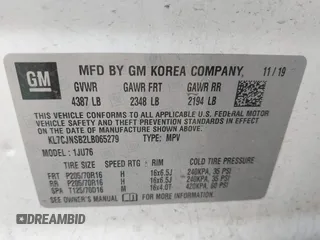 GM
MFD BY GM KOREA COMPANY
11/19
GVWR GAWR FRT GAWR RR
4387 LB 2348 LB 2194 LB
THIS VEHICLE CONFORMS TO ALL APPLICABLE U.S. FEDERAL MOTOR
VEHICLE SAFETY, AND THEFT PREVENTION STANDARDS IN EFFECT ON
THE DATE OF MANUFACTURE SHOWN ABOVE.
KL7CJNSB2LB065279 TYPE: MPV
MODEL: 1JU76
TIRE SIZE SPEED RTG RIM COLD TIRE PRESSURE
FRT P205/70R16 H 16x6.5J 240KPA, 35 PSI
RR P205/70R16 H 16x6.5J 240KPA, 35 PSI
SPA T125/70D16 M 16x4.0T 420KPA, 60 PSI
DREAMBID